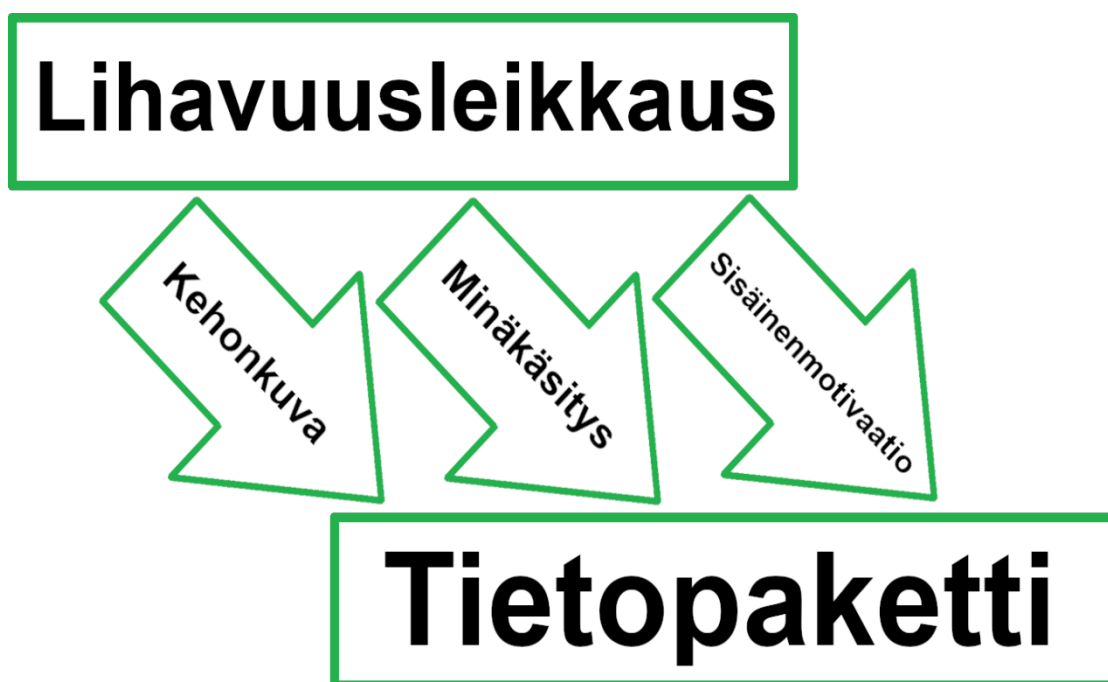 Lihavuusleikkaus
Kehonkuva
Minäkäsitys
Sisäinenmotivaatio
Tietopaketti